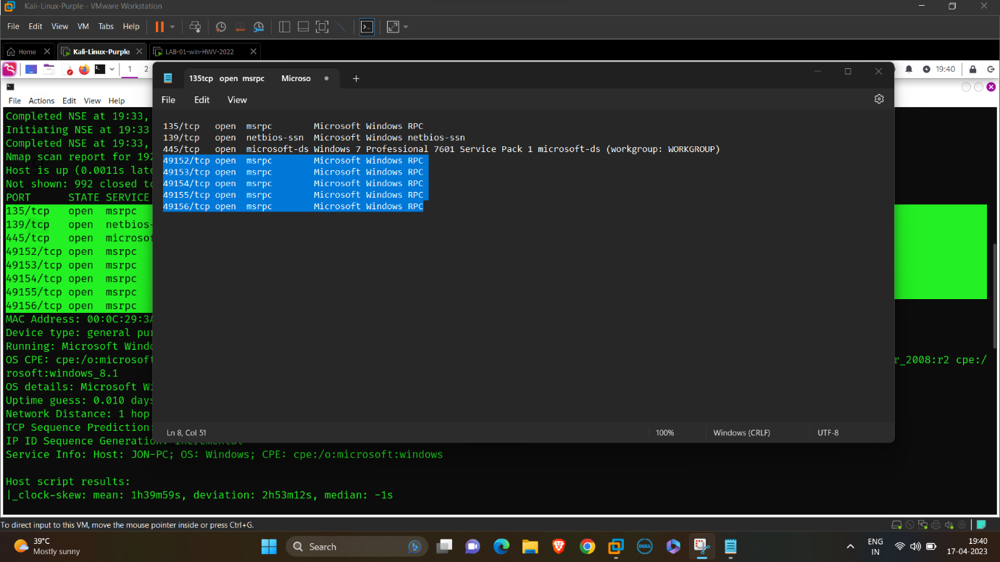 Kali-Linux-Purple - VMware Workstation
File Edit View VM Tabs Help
Home Kali-Linux-Purple LAB-01-win-HWV-2022
1 2 19:40
135tcp open msrpc Microso
File Actions Edit View Help
File Edit View
Completed NSE at 19:33,
Initiating NSE at 19:33
Completed NSE at 19:33,
Nmap scan report for 192
Host is up (0.0011s late
Not shown: 992 closed to
PORT STATE SERVICE
135/tcp open msrpc
139/tcp open netbios-
445/tcp open microsof
49152/tcp open msrpc
49153/tcp open msrpc
49154/tcp open msrpc
49155/tcp open msrpc
49156/tcp open msrpc
MAC Address: 00:0C:29:3A
Device type: general pur
Running: Microsoft Windo
OS CPE: cpe:/o:microsoft r_2008:r2 cpe:/
rosoft:windows_8.1
OS details: Microsoft Wi
Uptime guess: 0.010 days
Network Distance: 1 hop
TCP Sequence Prediction:
IP ID Sequence Generation: Incremental
Service Info: Host: JON-PC; OS: Windows; CPE: cpe:/o:microsoft:windows
Host script results:
|_clock-skew: mean: 1h39m59s, deviation: 2h53m12s, median: -1s
135/tcp open msrpc Microsoft Windows RPC
139/tcp open netbios-ssn Microsoft Windows netbios-ssn
445/tcp open microsoft-ds Windows 7 Professional 7601 Service Pack 1 microsoft-ds (workgroup: WORKGROUP)
49152/tcp open msrpc Microsoft Windows RPC
49153/tcp open msrpc Microsoft Windows RPC
49154/tcp open msrpc Microsoft Windows RPC
49155/tcp open msrpc Microsoft Windows RPC
49156/tcp open msrpc Microsoft Windows RPC
Ln 8, Col 51 100% Windows (CRLF) UTF-8
To direct input to this VM, move the mouse pointer inside or press Ctrl+G.
39°C
Mostly sunny
Search
DELL
ENG
IN
19:40
17-04-2023